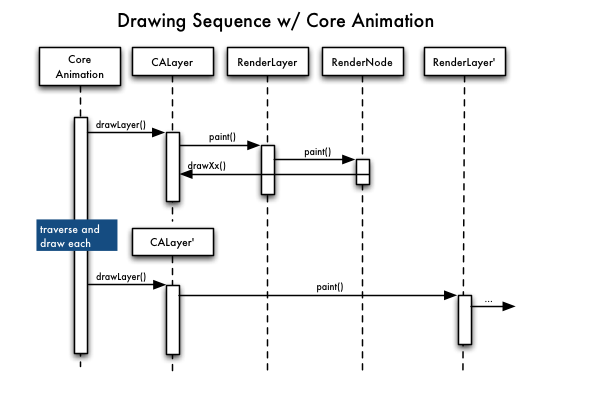 Drawing Sequence w/ Core Animation
Core
Animation
CALayer
RenderLayer
RenderNode
RenderLayer'
drawLayer()
paint()
paint()
drawXx()
traverse and
draw each
CALayer'
drawLayer()
paint()
...